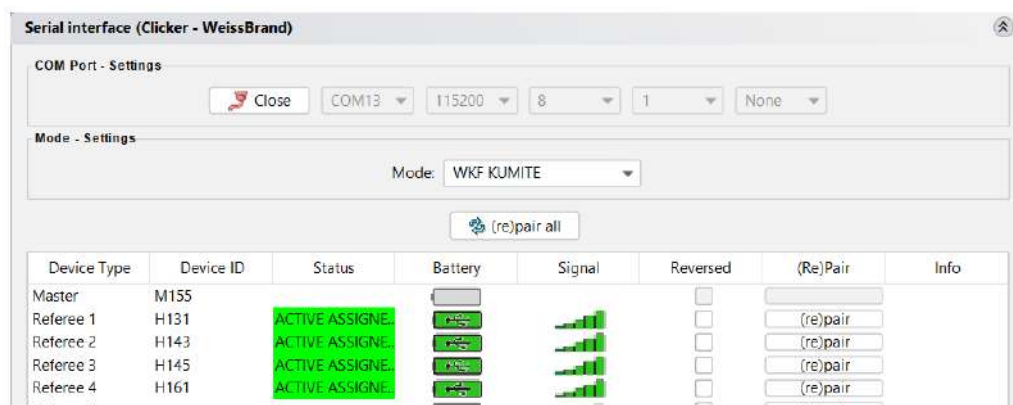 Serial interface (Clicker - WeissBrand)
COM Port - Settings
Close COM13 115200 8 1 None
Mode - Settings
Mode: WKF KUMITE
(re)pair all
Device Type Device ID Status Battery Signal Reversed (Re)Pair Info
Master M155
Referee 1 H131 ACTIVE ASSIGNE.. (re)pair
Referee 2 H143 ACTIVE ASSIGNE.. (re)pair
Referee 3 H145 ACTIVE ASSIGNE.. (re)pair
Referee 4 H161 ACTIVE ASSIGNE.. (re)pair